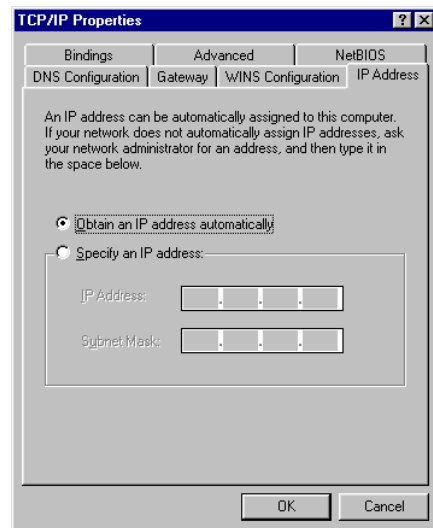 TCP/IP Properties
? X
Bindings Advanced NetBIOS
DNS Configuration Gateway WINS Configuration IP Address
An IP address can be automatically assigned to this computer.
If your network does not automatically assign IP addresses, ask
your network administrator for an address, and then type it in
the space below.
Obtain an IP address automatically
Specify an IP address:
IP Address:
. . .
Subnet Mask:
. . .
OK Cancel